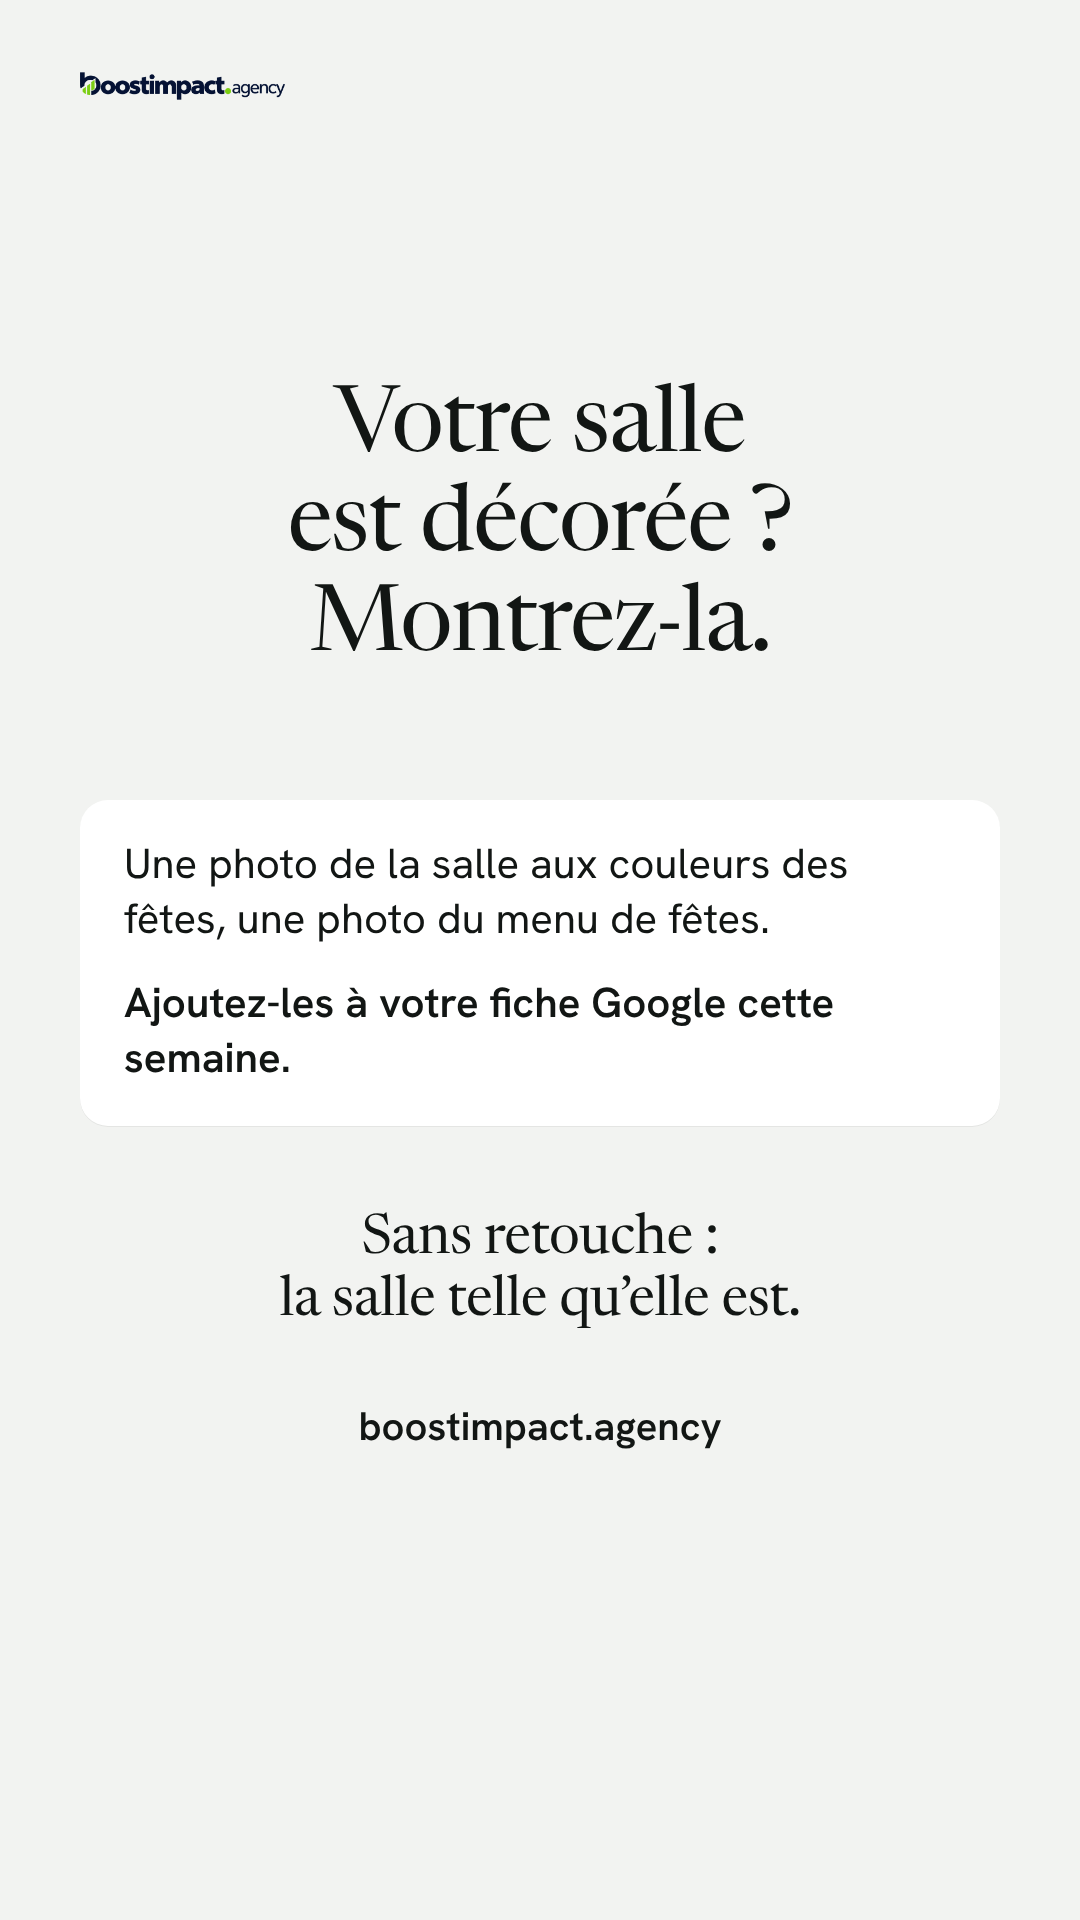 boostimpact.agency
Votre salle
est décorée ?
Montrez-la.
Une photo de la salle aux couleurs des
fêtes, une photo du menu de fêtes.
Ajoutez-les à votre fiche Google cette
semaine.
Sans retouche :
la salle telle qu’elle est.
boostimpact.agency